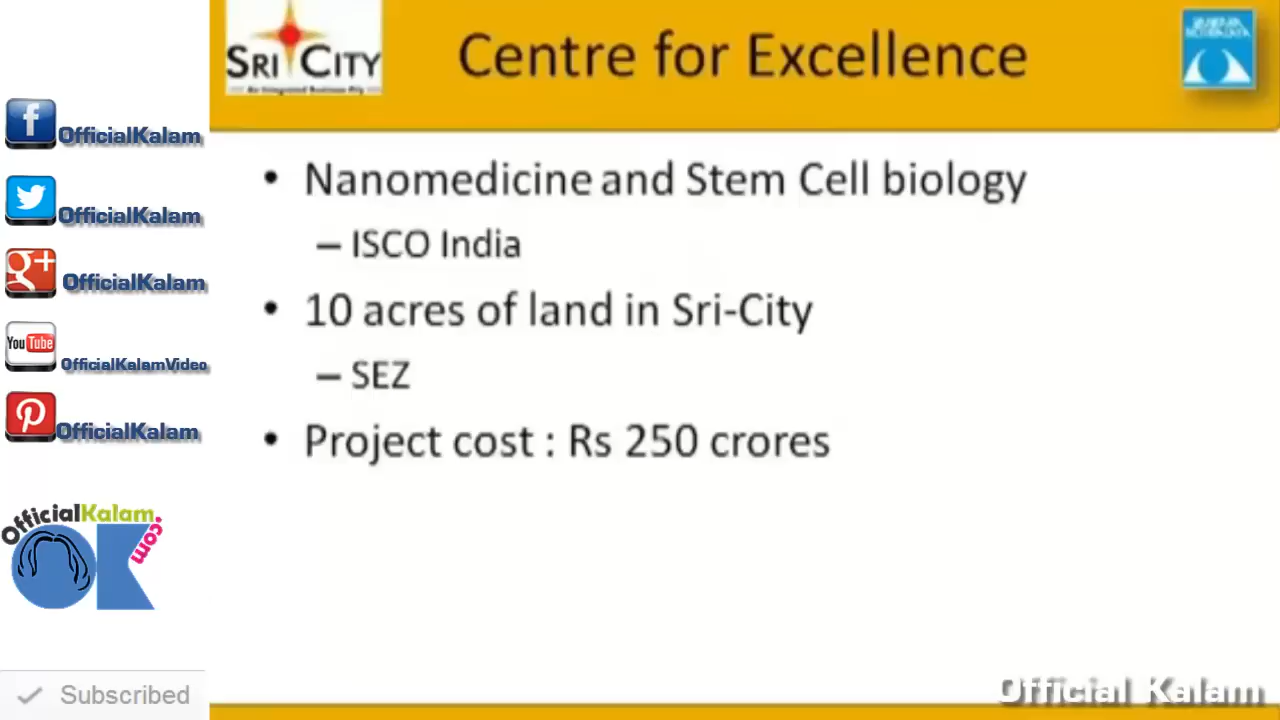 SRI CITY
Centre for Excellence
f
OfficialKalam
OfficialKalam
g+
OfficialKalam
You Tube
OfficialKalamVideo
OfficialKalam
OfficialKalam.com
OK
Subscribed
• Nanomedicine and Stem Cell biology
– ISCO India
• 10 acres of land in Sri-City
– SEZ
• Project cost : Rs 250 crores
Official Kalam